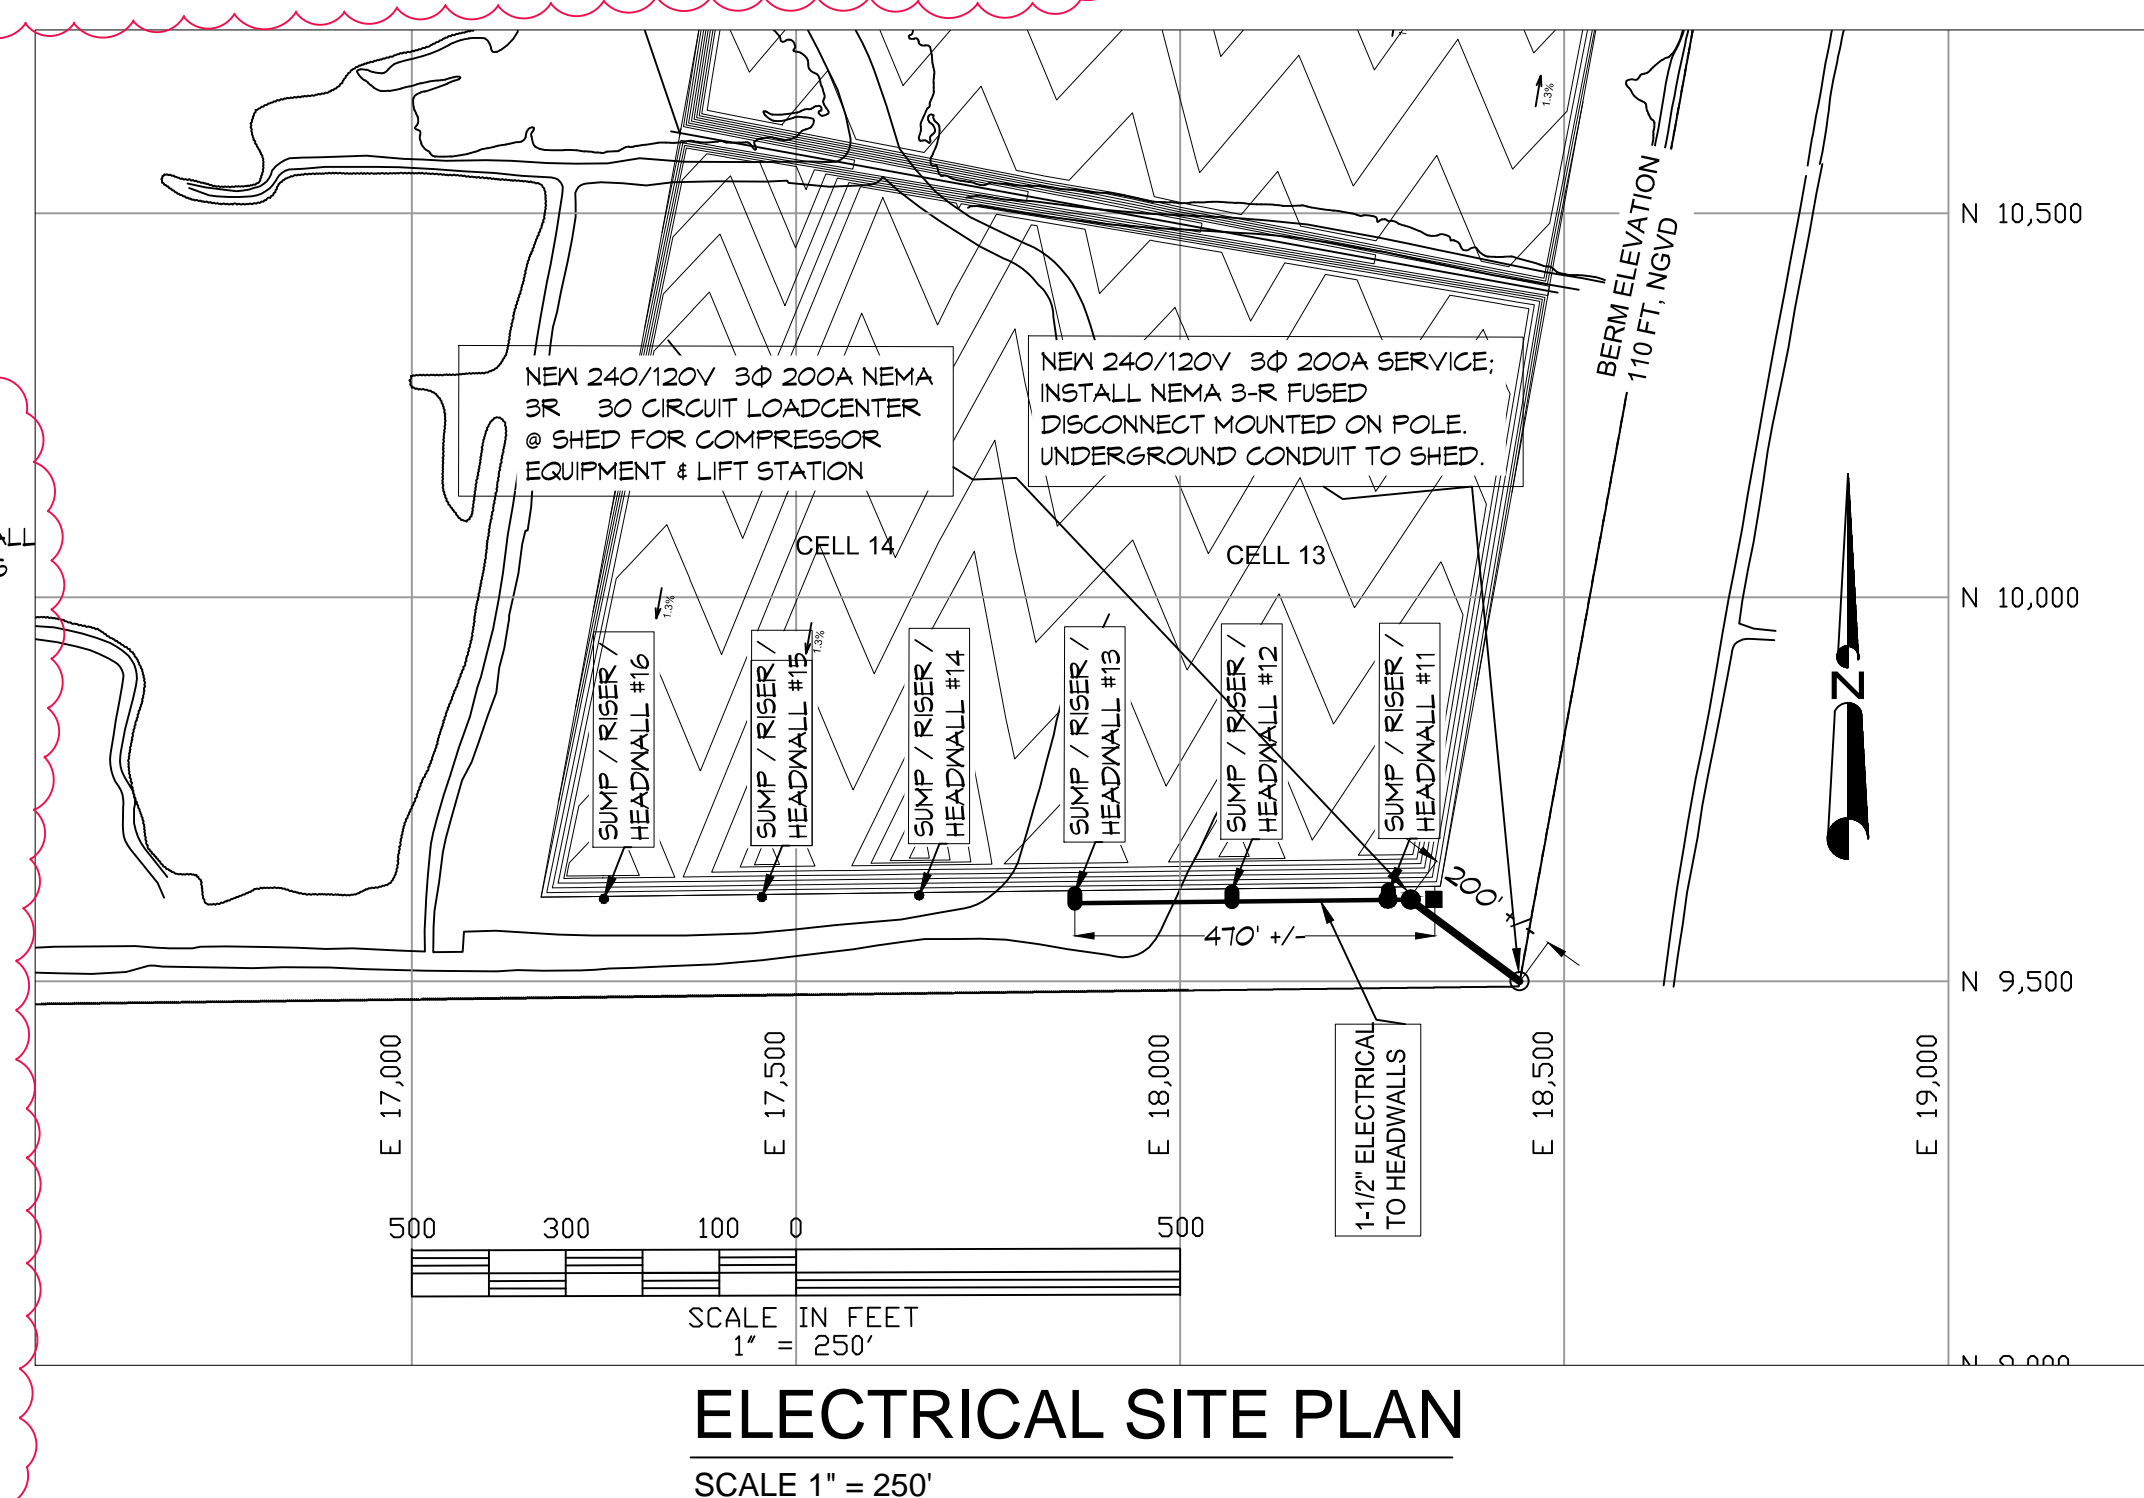 1.3%
N 10,500
BERM ELEVATION
110 FT, NGVD
NEW 240/120V 3Φ 200A NEMA
3R 30 CIRCUIT LOADCENTER
@ SHED FOR COMPRESSOR
EQUIPMENT & LIFT STATION
NEW 240/120V 3Φ 200A SERVICE;
INSTALL NEMA 3-R FUSED
DISCONNECT MOUNTED ON POLE.
UNDERGROUND CONDUIT TO SHED.
CELL 14
CELL 13
N 10,000
1.3%
1.3%
SUMP / RISER /
HEADWALL #16
SUMP / RISER /
HEADWALL #15
SUMP / RISER /
HEADWALL #14
SUMP / RISER /
HEADWALL #13
SUMP / RISER /
HEADWALL #12
SUMP / RISER /
HEADWALL #11
N
200' +/-
470' +/-
N 9,500
E 17,000
E 17,500
E 18,000
E 18,500
E 19,000
1-1/2" ELECTRICAL
TO HEADWALLS
500 300 100 0 500
SCALE IN FEET
1" = 250'
ELECTRICAL SITE PLAN
SCALE 1" = 250'